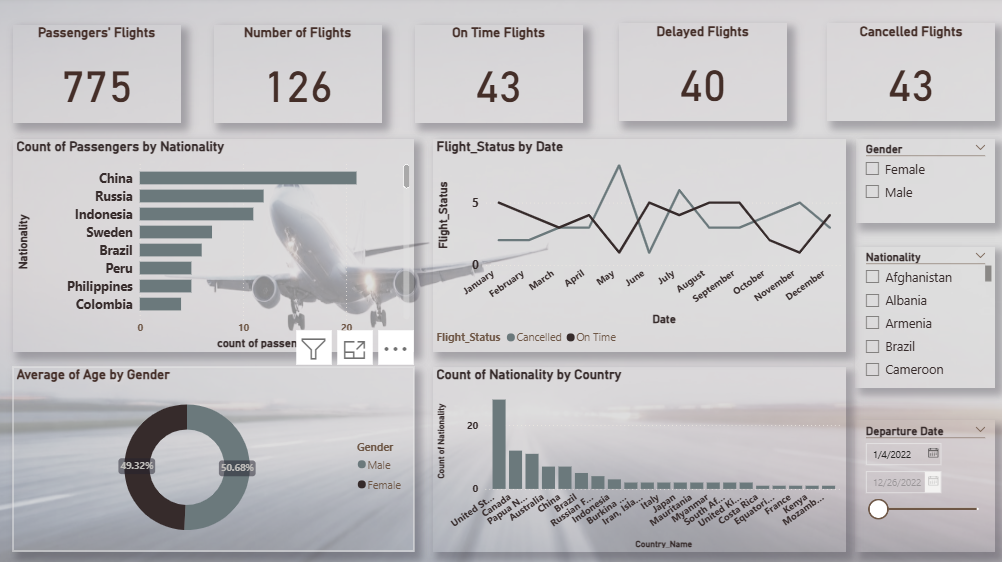 Passengers' Flights
775
Number of Flights
126
On Time Flights
43
Delayed Flights
40
Cancelled Flights
43
Count of Passengers by Nationality
Nationality
China
Russia
Indonesia
Sweden
Brazil
Peru
Philippines
Colombia
0 10 20
count of passen
Flight_Status by Date
Flight_Status
5
0
January
February
March
April
May
June
July
August
September
October
November
December
Date
Flight_Status Cancelled On Time
Gender
Female
Male
Nationality
Afghanistan
Albania
Armenia
Brazil
Cameroon
Average of Age by Gender
49.32%
50.68%
Gender
Male
Female
Count of Nationality by Country
Count of Nationality
20
0
United St...
Canada
Papua N...
Australia
China
Brazil
Russian F...
Indonesia
Burkina ...
Iran, Isla...
Italy
Japan
Mauritania
Myanmar
South Af...
United Ki...
Costa Rica
Equatori...
France
Kenya
Mozamb...
Country_Name
Departure Date
1/4/2022
12/26/2022